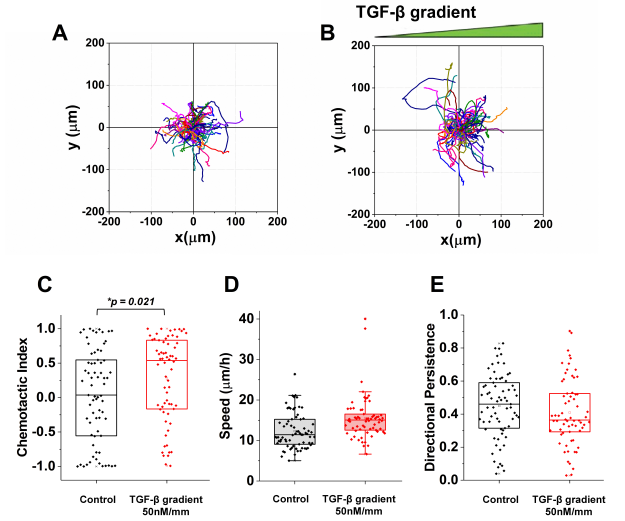 TGF-β gradient
A
B
200
100
0
-100
-200
y (μm)
-200
-100
0
100
200
x(μm)
200
100
0
-100
-200
y (μm)
-200
-100
0
100
200
x(μm)
C
D
E
*p = 0.021
Chemotactic Index
1.0
0.5
0.0
-0.5
-1.0
Control
TGF-β gradient
50nM/mm
Speed (μm/h)
40
30
20
10
0
Control
TGF-β gradient
50nM/mm
Directional Persistence
1.0
0.8
0.6
0.4
0.2
0.0
Control
TGF-β gradient
50nM/mm